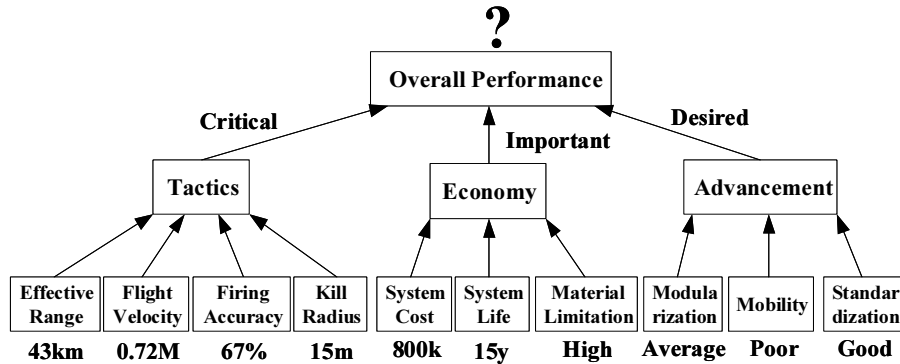 ?
Overall Performance
Critical
Important
Desired
Tactics
Economy
Advancement
Effective
Range
Flight
Velocity
Firing
Accuracy
Kill
Radius
System
Cost
System
Life
Material
Limitation
Modula
rization
Mobility
Standar
dization
43km
0.72M
67%
15m
800k
15y
High
Average
Poor
Good